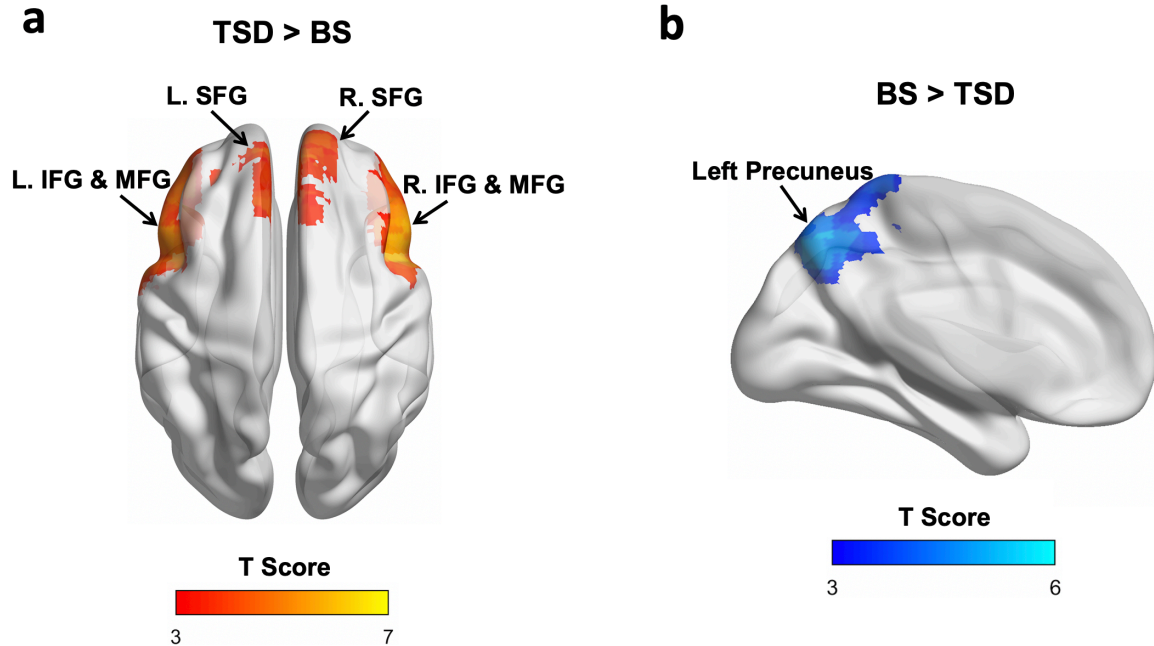 a
TSD > BS
L. SFG
R. SFG
L. IFG & MFG
R. IFG & MFG
T Score
3
7
b
BS > TSD
Left Precuneus
T Score
3
6